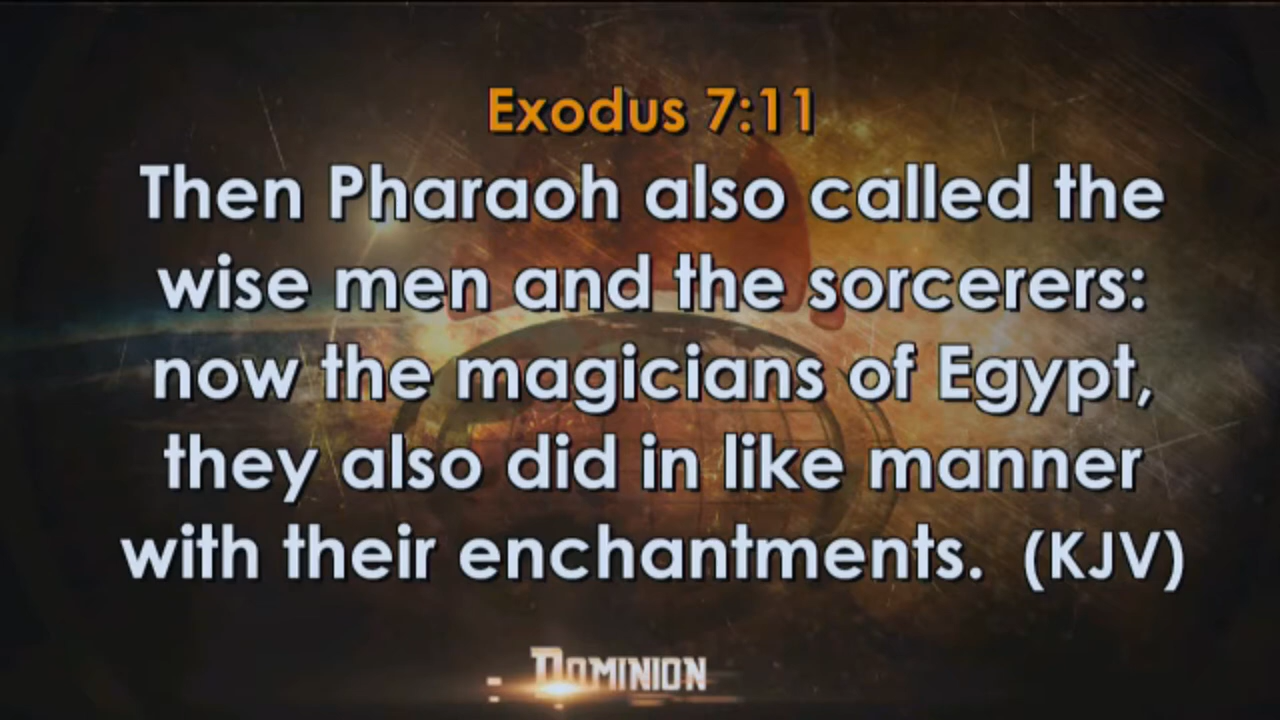 Exodus 7:11
Then Pharaoh also called the
wise men and the sorcerers:
now the magicians of Egypt,
they also did in like manner
with their enchantments.  (KJV)
DOMINION